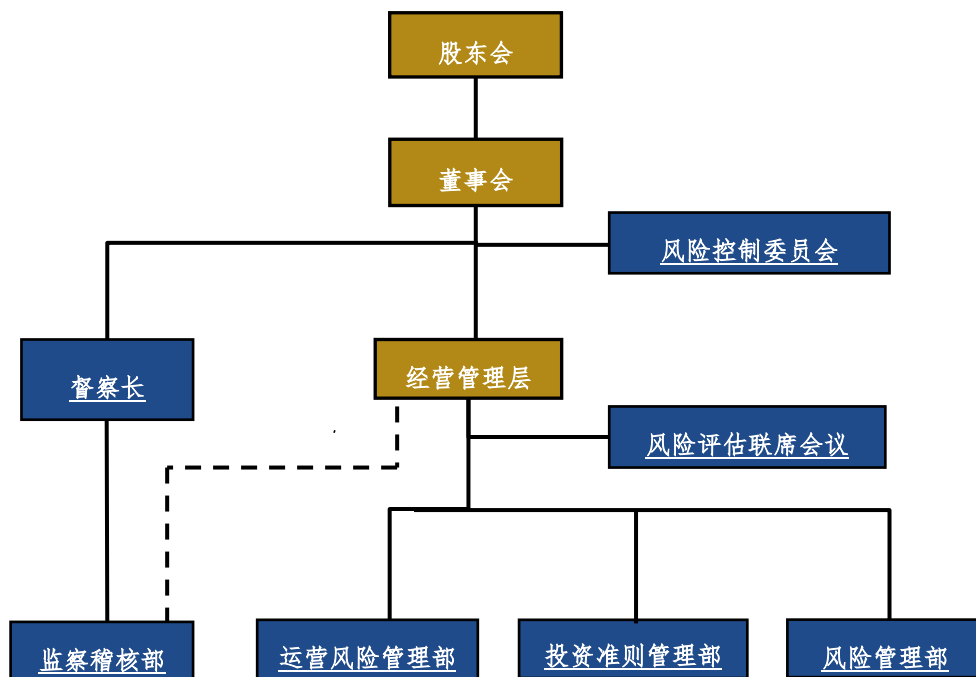 股东会
董事会
风险控制委员会
督察长
经营管理层
风险评估联席会议
监察稽核部
运营风险管理部
投资准则管理部
风险管理部